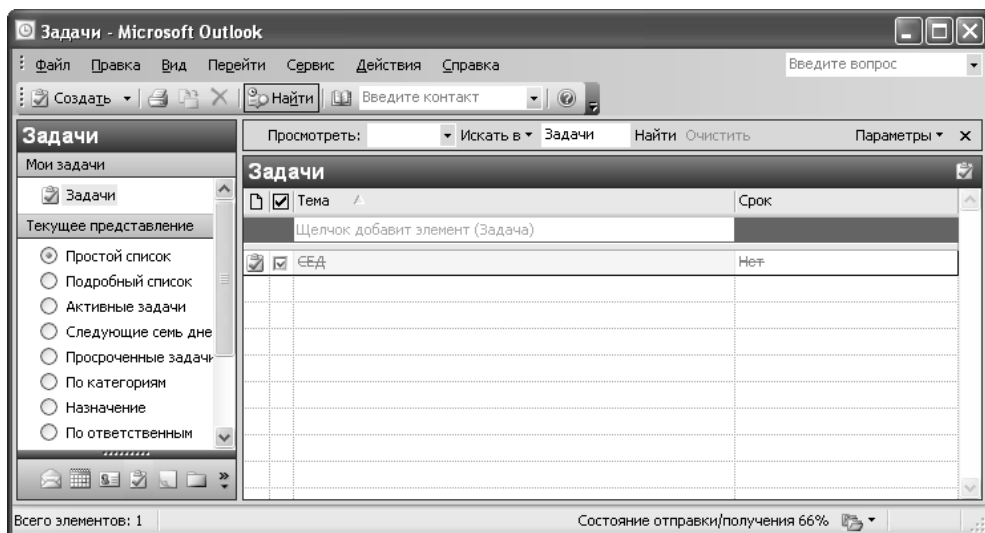 Задачи - Microsoft Outlook
Файл Правка Вид Перейти Сервис Действия Справка Введите вопрос
Создать Найти Введите контакт
Задачи Просмотреть: Искать в Задачи Найти Очистить Параметры
Мои задачи
Задачи
Задачи
Тема Срок
Текущее представление
Щелчок добавит элемент (Задача)
Простой список
СЕД Нет
Подробный список
Активные задачи
Следующие семь дне
Просроченные задачи
По категориям
Назначение
По ответственным
Всего элементов: 1 Состояние отправки/получения 66%